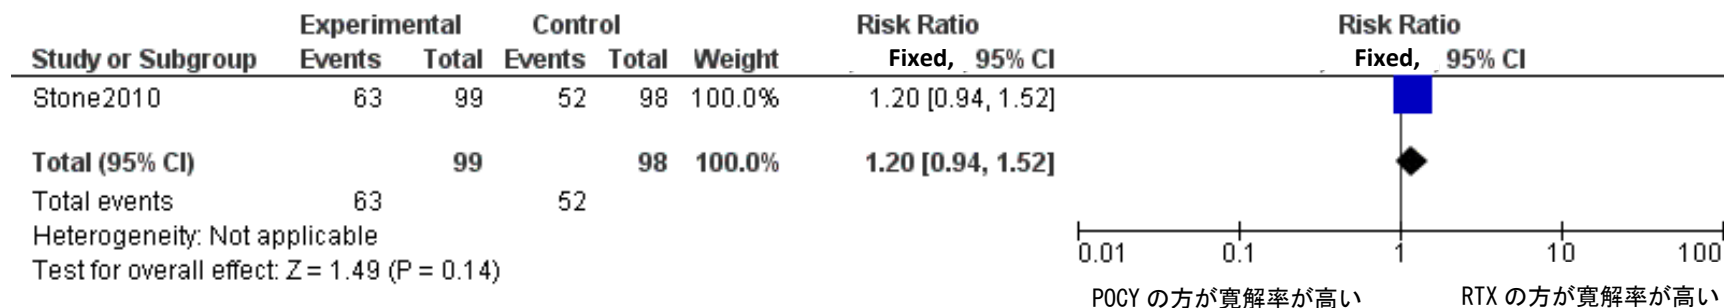 Experimental Control Risk Ratio Risk Ratio
Study or Subgroup Events Total Events Total Weight Fixed, 95% CI Fixed, 95% CI
Stone2010 63 99 52 98 100.0% 1.20 [0.94, 1.52]
Total (95% CI) 99 98 100.0% 1.20 [0.94, 1.52]
Total events 63 52
Heterogeneity: Not applicable
Test for overall effect: Z = 1.49 (P = 0.14)
0.01 0.1 1 10 100
POCY の方が寛解率が高い RTX の方が寛解率が高い